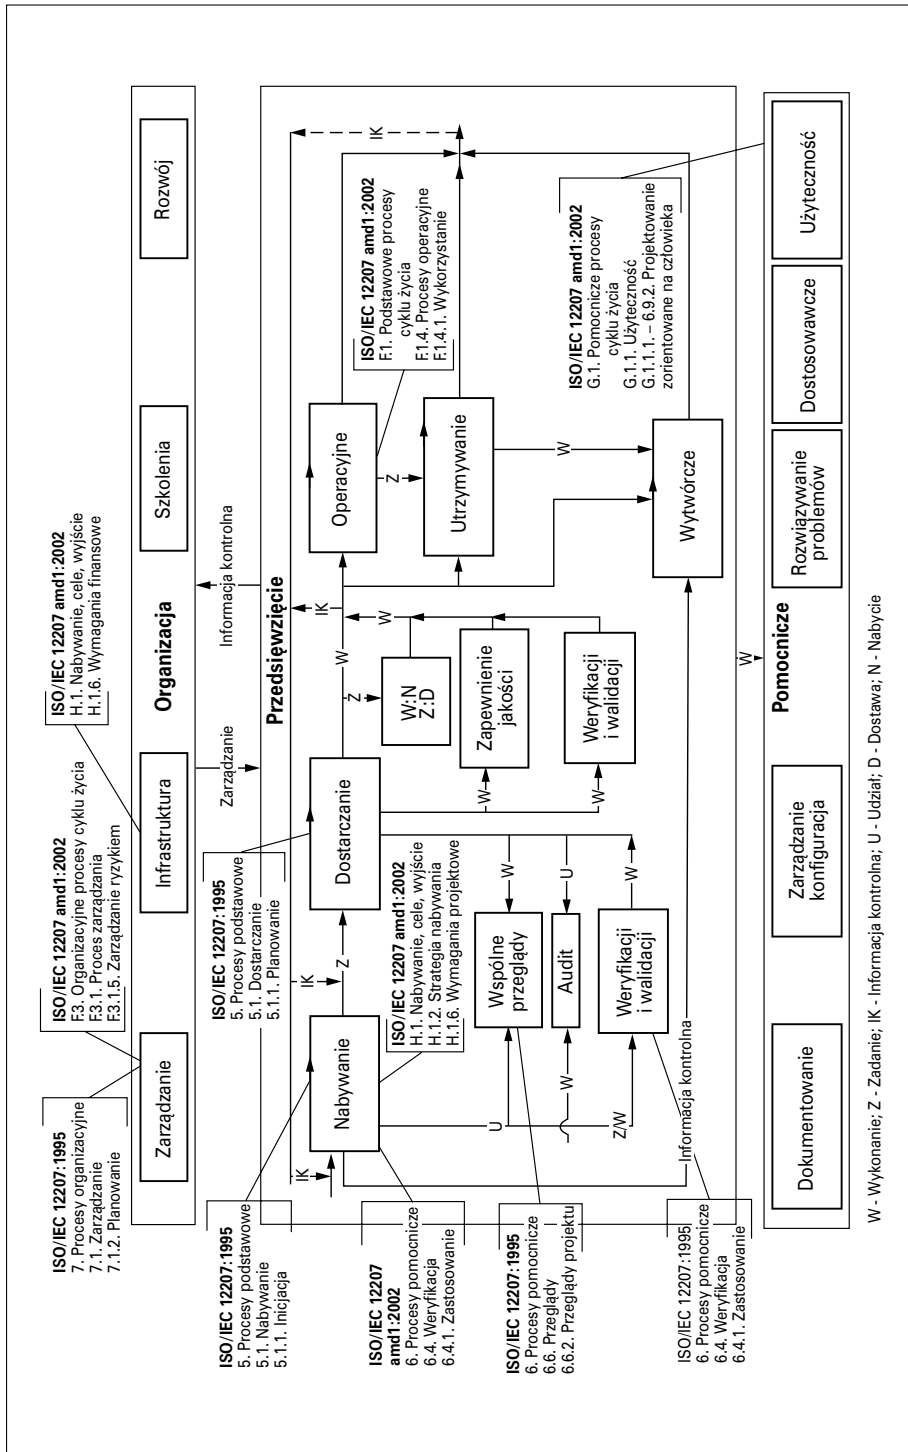 ISO/IEC 12207:1995
7. Procesy organizacyjne
7.1. Zarządzanie
7.1.2. Planowanie
ISO/IEC 12207 amd1:2002
F.3. Organizacyjne procesy cyklu życia
F.3.1. Proces zarządzania
F.3.1.5. Zarządzanie ryzykiem
ISO/IEC 12207 amd1:2002
H.1. Nabywanie, cele, wyjście
H.1.6. Wymagania finansowe
Zarządzanie
Infrastruktura
Organizacja
Szkolenia
Rozwój
Zarządzanie
Informacja kontrolna
Przedsięwzięcie
ISO/IEC 12207:1995
5. Procesy podstawowe
5.1. Nabywanie
5.1.1. Inicjacja
ISO/IEC 12207:1995
5. Procesy podstawowe
5.1. Dostarczanie
5.1.1. Planowanie
IK
IK
IK
IK
Nabywanie
Z
Dostarczanie
W
Operacyjne
Z
W:N
Z:D
W
ISO/IEC 12207 amd1:2002
F.1. Podstawowe procesy
cyklu życia
F.1.4. Procesy operacyjne
F.1.4.1. Wykorzystanie
ISO/IEC 12207
amd1:2002
6. Procesy pomocnicze
6.4. Weryfikacja
6.4.1. Zastosowanie
ISO/IEC 12207 amd1:2002
H.1. Nabywanie, cele, wyjście
H.1.2. Strategia nabywania
H.1.6. Wymagania projektowe
Z
Utrzymywanie
W
Zapewnienie
jakości
W
Weryfikacji
i walidacji
U
Wspólne
przeglądy
W
W
Audit
U
Z/W
Weryfikacji
i walidacji
W
W
ISO/IEC 12207:1995
6. Procesy pomocnicze
6.6. Przeglądy
6.6.2. Przeglądy projektu
ISO/IEC 12207 amd1:2002
G.1. Pomocnicze procesy
cyklu życia
G.1.1. Użyteczność
G.1.1.1. – 6.9.2. Projektowanie
zorientowane na człowieka
Wytwórcze
Informacja kontrolna
ISO/IEC 12207:1995
6. Procesy pomocnicze
6.4. Weryfikacja
6.4.1. Zastosowanie
W
Pomocnicze
Dokumentowanie
Zarządzanie
konfiguracją
Rozwiązywanie
problemów
Dostosowawcze
Użyteczność
W - Wykonanie; Z - Zadanie; IK - Informacja kontrolna; U - Udział; D - Dostawa; N - Nabycie